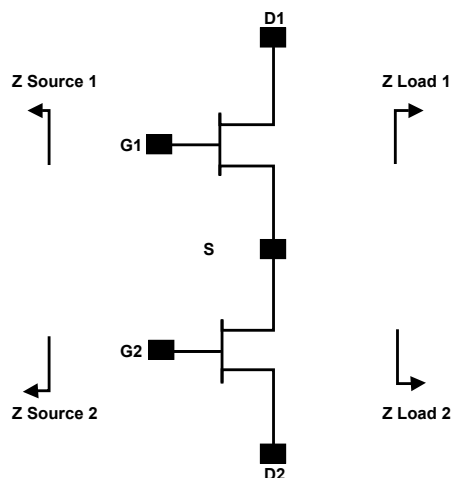 D1
Z Source 1
Z Load 1
G1
S
G2
Z Source 2
Z Load 2
D2